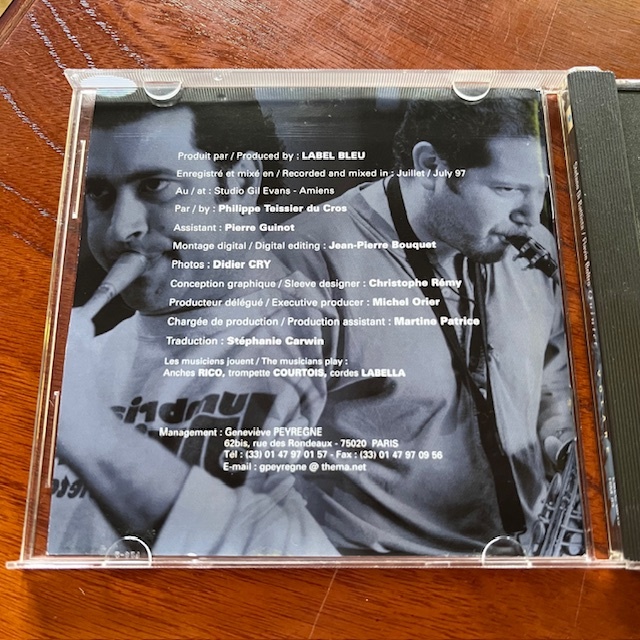 Produit par / Produced by : LABEL BLEU
Enregistré et mixé en / Recorded and mixed in : Juillet / July 97
Au / at : Studio Gil Evans - Amiens
Par / by : Philippe Teissier du Cros
Assistant : Pierre Guinot
Montage digital / Digital editing : Jean-Pierre Bouquet
Photos : Didier CRY
Conception graphique / Sleeve designer : Christophe Rémy
Producteur délégué / Executive producer : Michel Orier
Chargée de production / Production assistant : Martine Patrice
Traduction : Stéphanie Carwin
Les musiciens jouent / The musicians play :
Anches RICO, trompette COURTOIS, cordes LABELLA
Management : Geneviève PEYREGNE
62bis, rue des Rondeaux - 75020 PARIS
Tél : (33) 01 47 97 01 57 - Fax : (33) 01 47 97 09 56
E-mail : gpeyregne @ thema.net